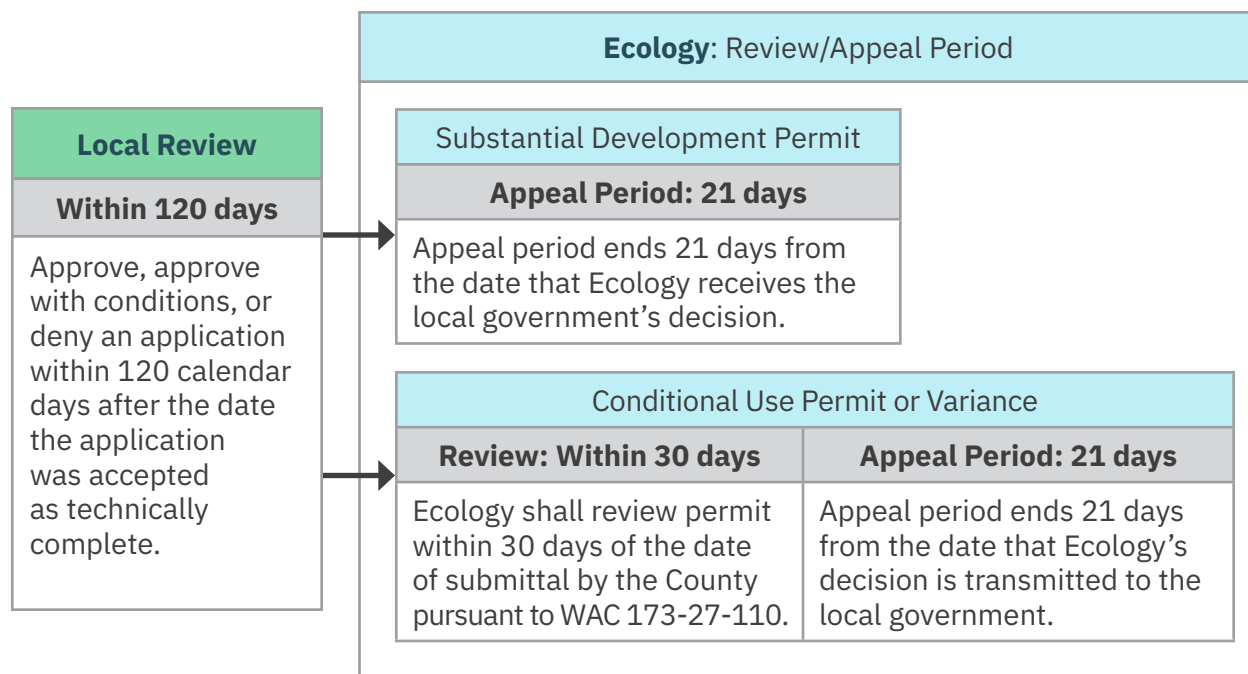 Ecology: Review/Appeal Period
Local Review
Within 120 days
Approve, approve
with conditions, or
deny an application
within 120 calendar
days after the date
the application
was accepted
as technically
complete.
Substantial Development Permit
Appeal Period: 21 days
Appeal period ends 21 days from
the date that Ecology receives the
local government’s decision.
Conditional Use Permit or Variance
Review: Within 30 days
Ecology shall review permit
within 30 days of the date
of submittal by the County
pursuant to WAC 173-27-110.
Appeal Period: 21 days
Appeal period ends 21 days
from the date that Ecology’s
decision is transmitted to the
local government.